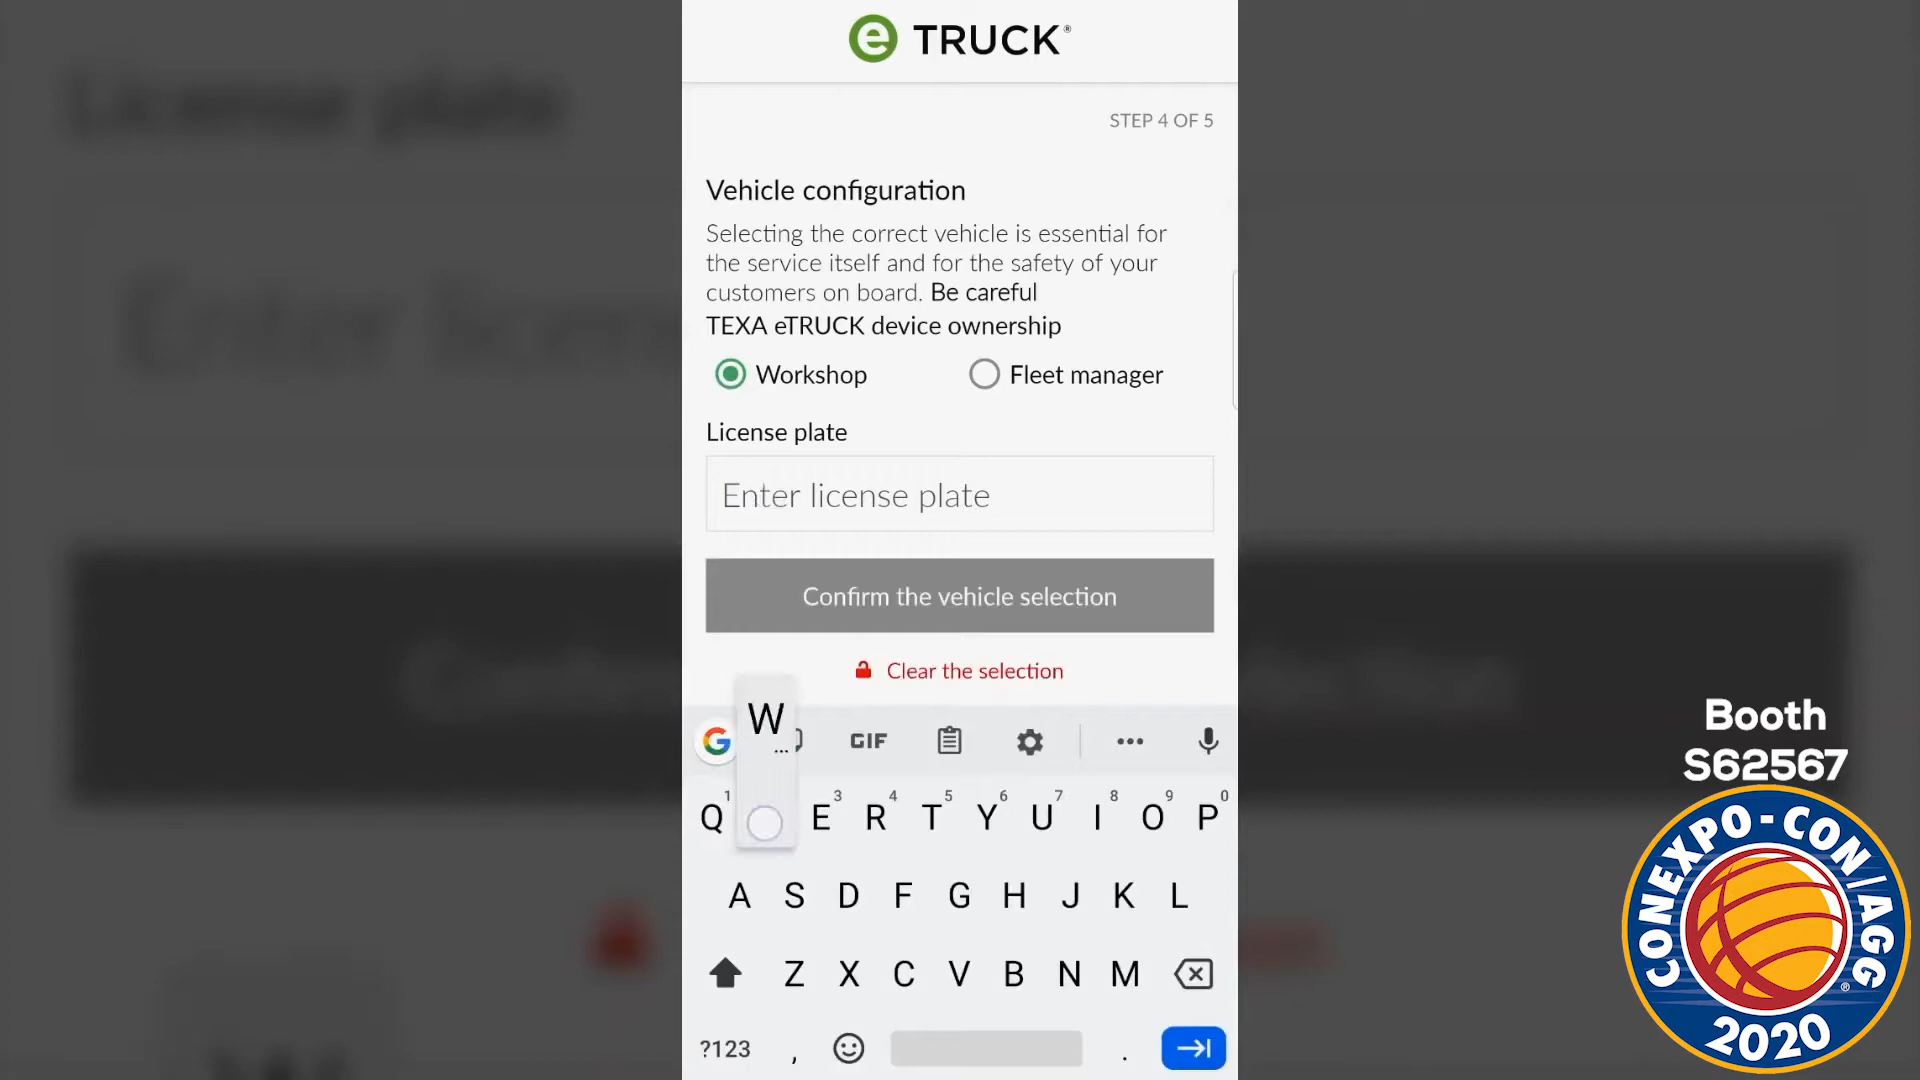 e TRUCK®
STEP 4 OF 5
Vehicle configuration
Selecting the correct vehicle is essential for
the service itself and for the safety of your
customers on board. Be careful
TEXA eTRUCK device ownership
Workshop
Fleet manager
License plate
Enter license plate
Confirm the vehicle selection
Clear the selection
W
...
G GIF
1 3 4 5 6 7 8 9 0
Q E R T Y U I O P
A S D F G H J K L
Z X C V B N M
?123 , .
License plate
Booth
S62567
CONEXPO-CON/AGG
®
2020